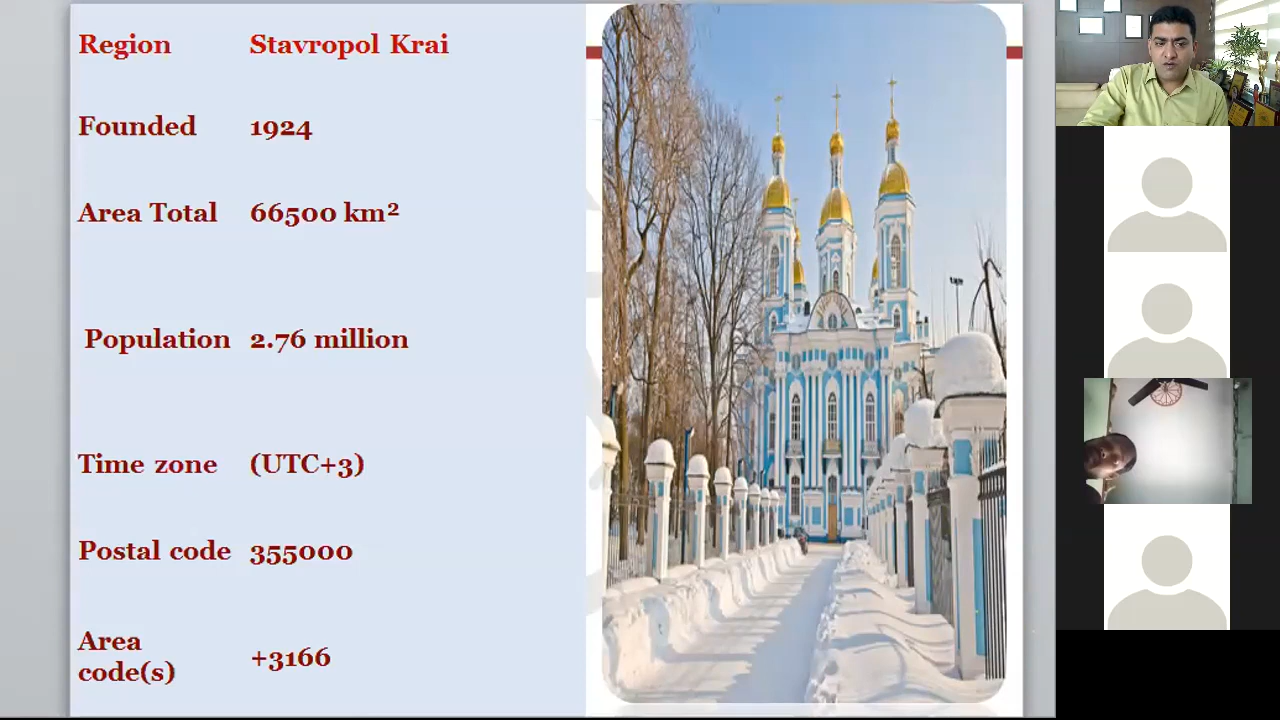 Region Stavropol Krai
Founded 1924
Area Total 66500 km²
Population 2.76 million
Time zone (UTC+3)
Postal code 355000
Area
code(s) +3166